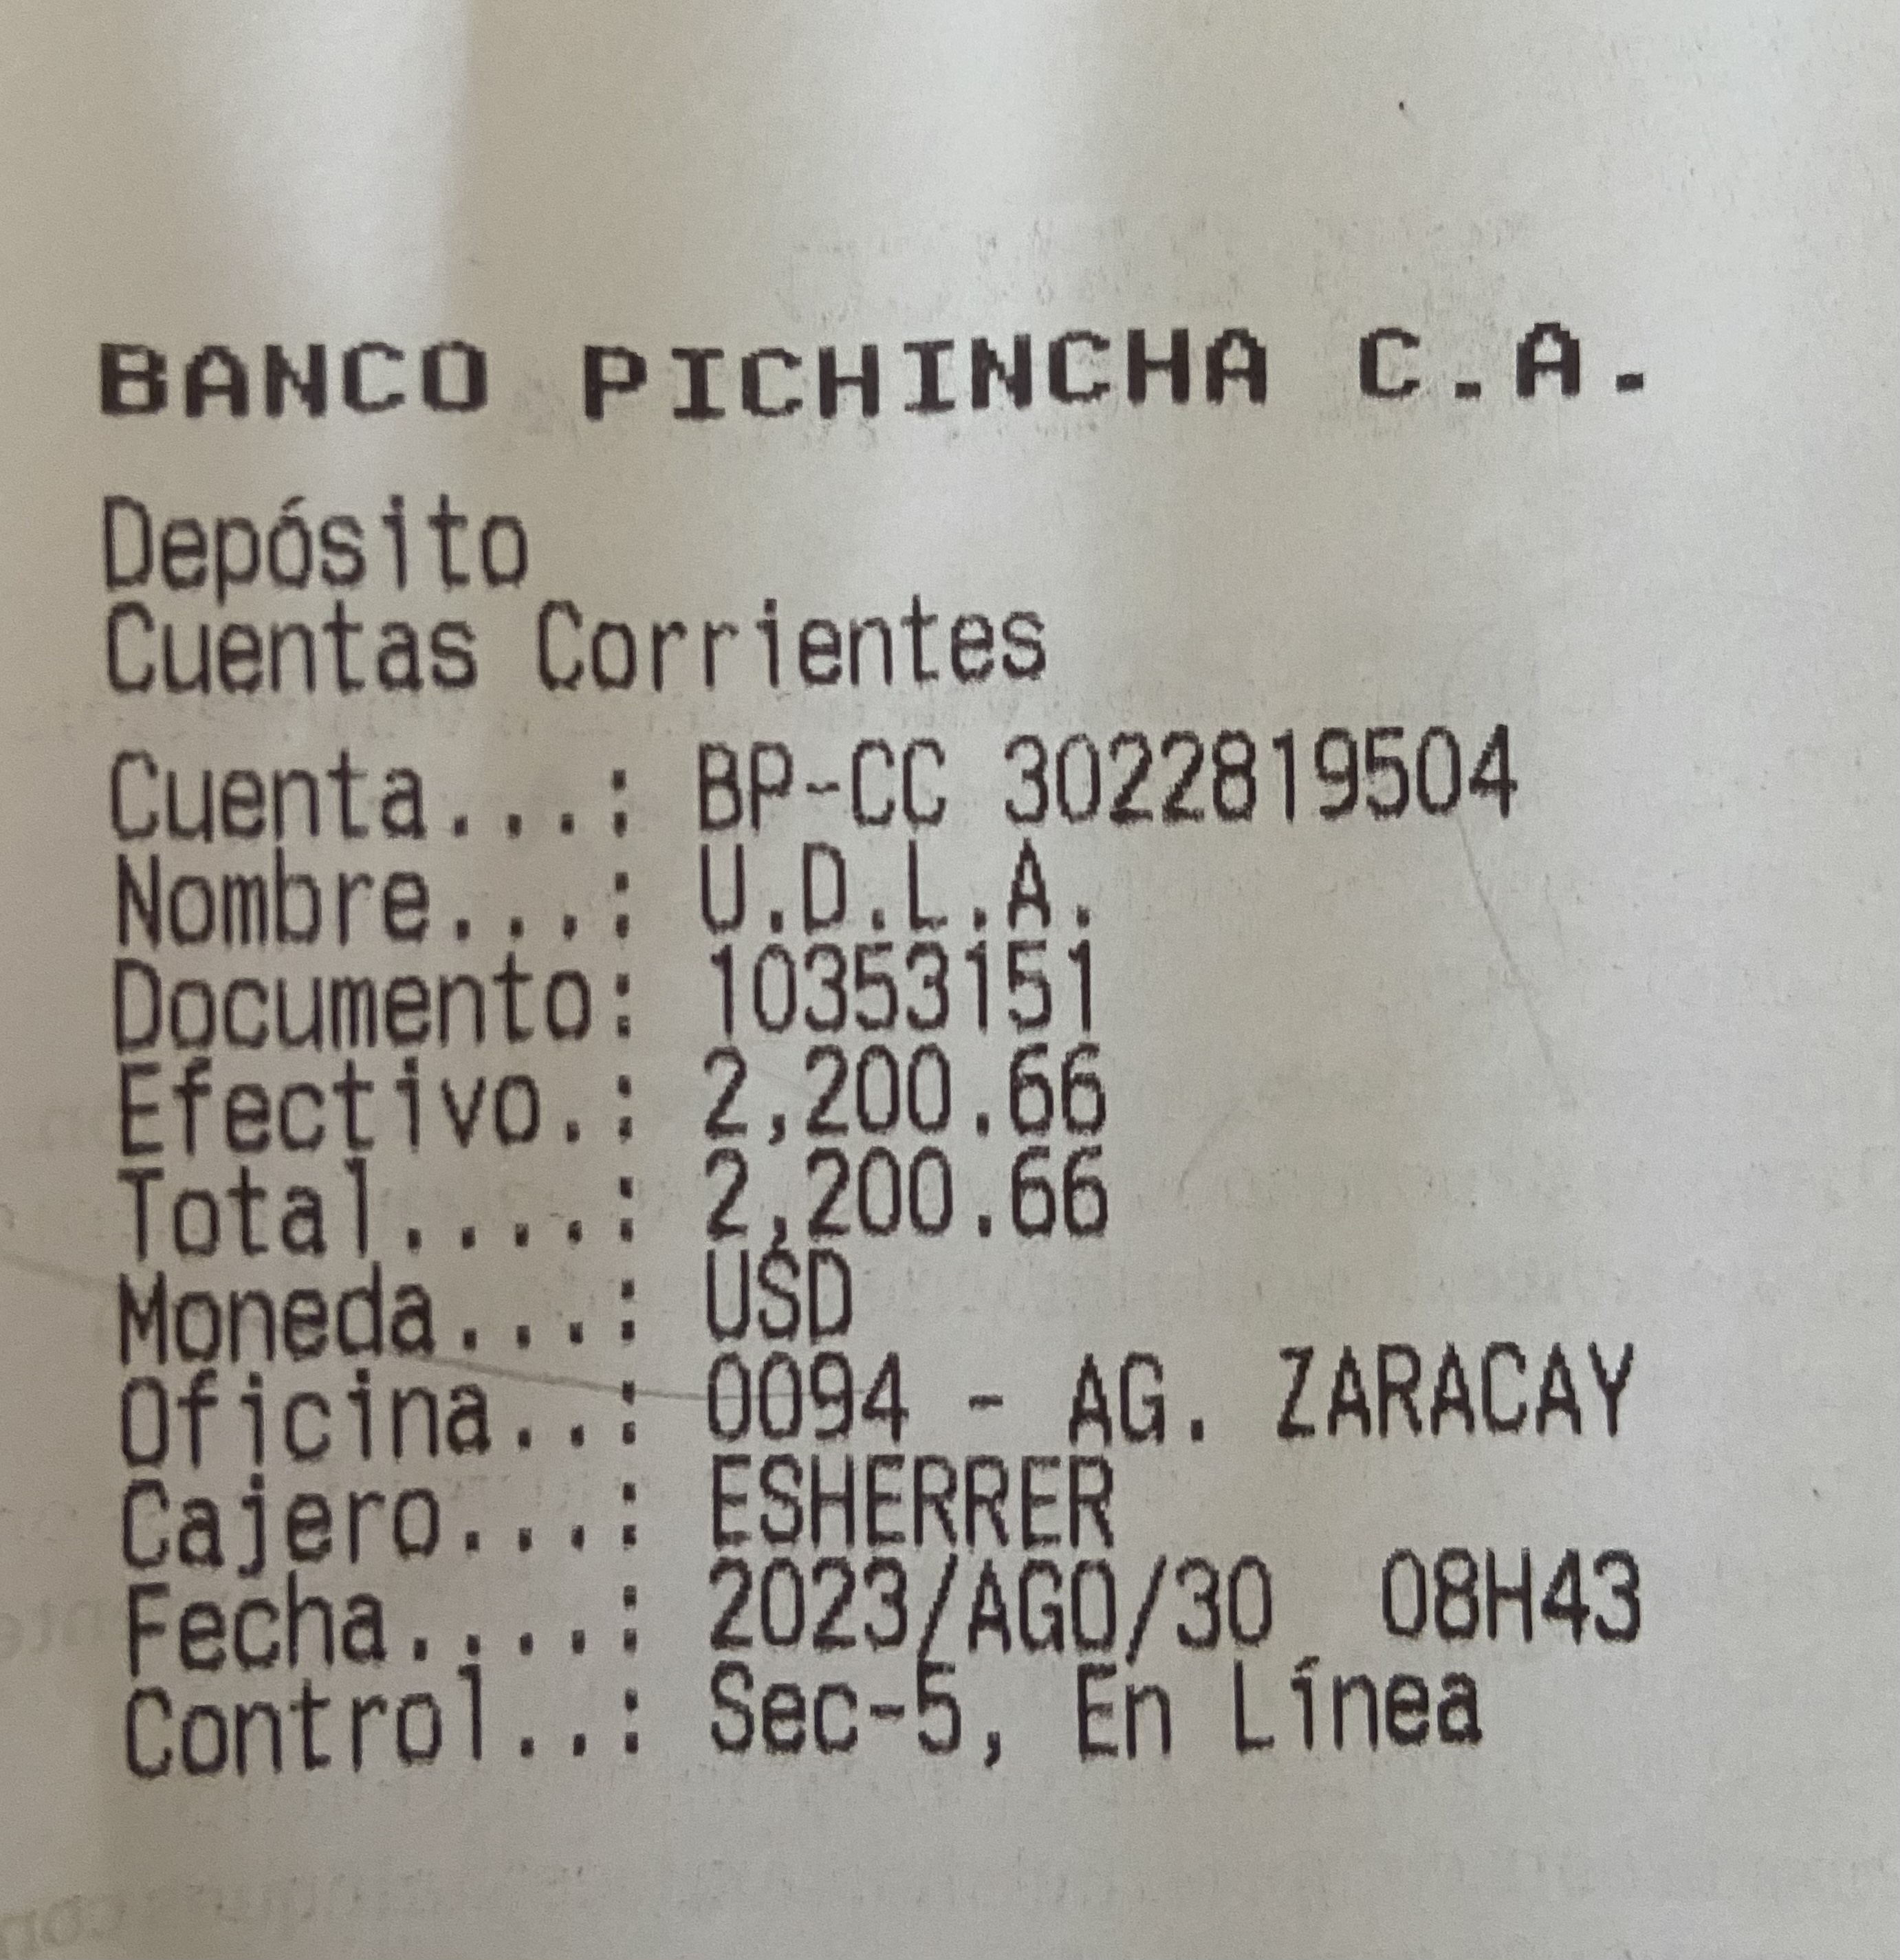 BANCO PICHINCHA C.A.
Depósito
Cuentas Corrientes
Cuenta...: BP-CC 3022819504
Nombre...: U.D.L.A.
Documento: 10353151
Efectivo.: 2,200.66
Total....: 2,200.66
Moneda...: USD
Oficina..: 0094 - AG. ZARACAY
Cajero...: ESHERRER
Fecha....: 2023/AGO/30 08H43
Control..: Sec-5, En Línea